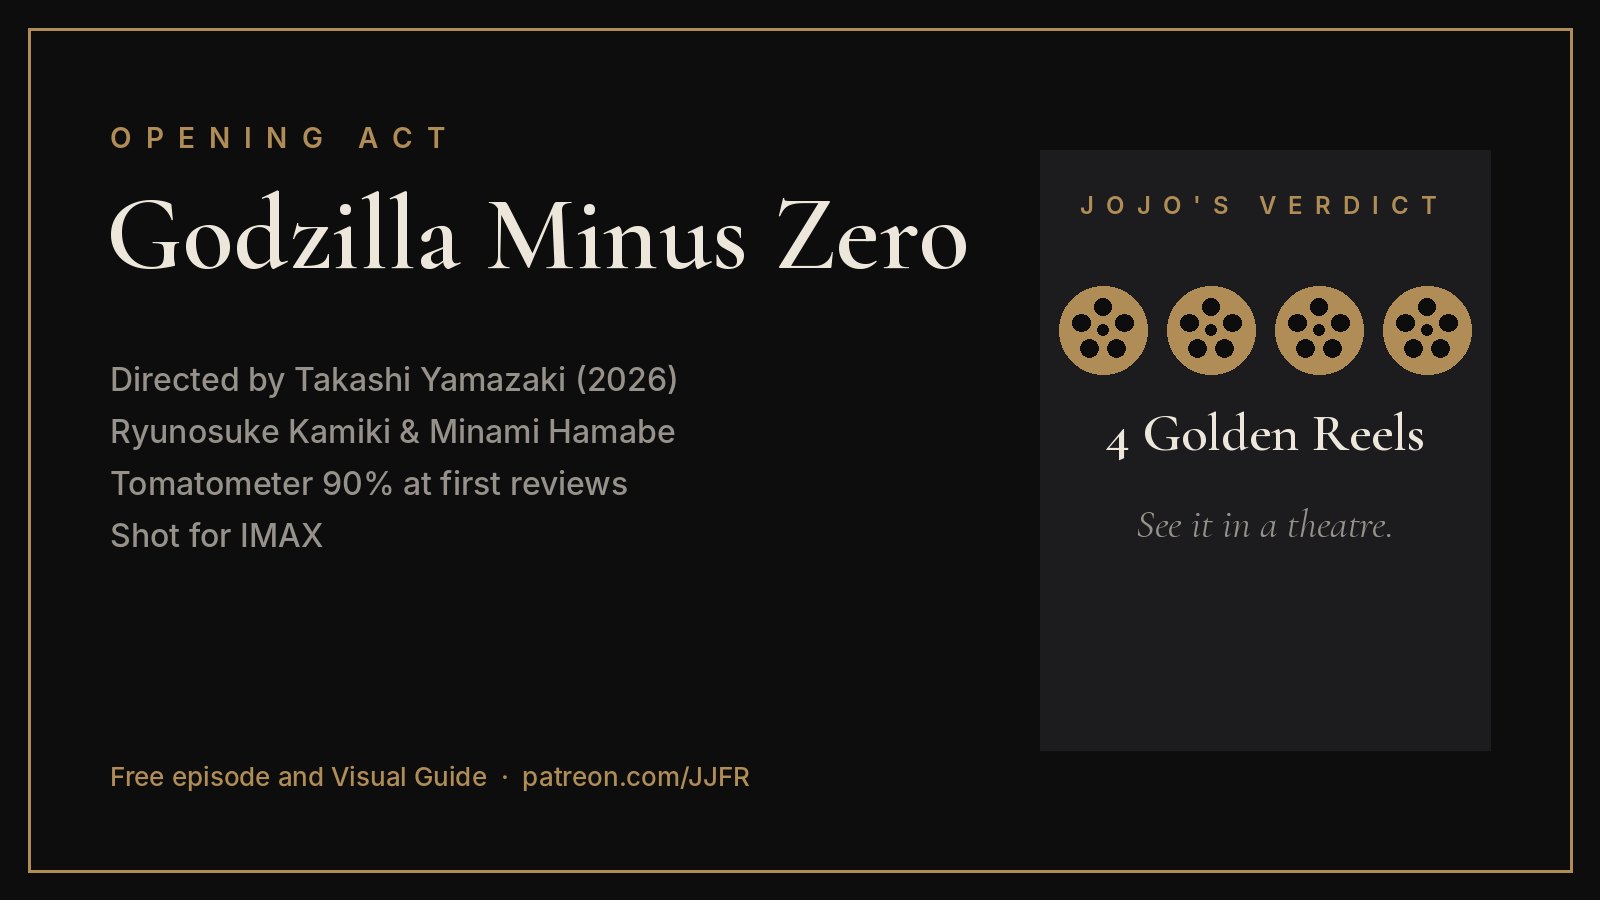 OPENING ACT
Godzilla Minus Zero
Directed by Takashi Yamazaki (2026)
Ryunosuke Kamiki & Minami Hamabe
Tomatometer 90% at first reviews
Shot for IMAX
Free episode and Visual Guide · patreon.com/JJFR
JOJO'S VERDICT
4 Golden Reels
See it in a theatre.